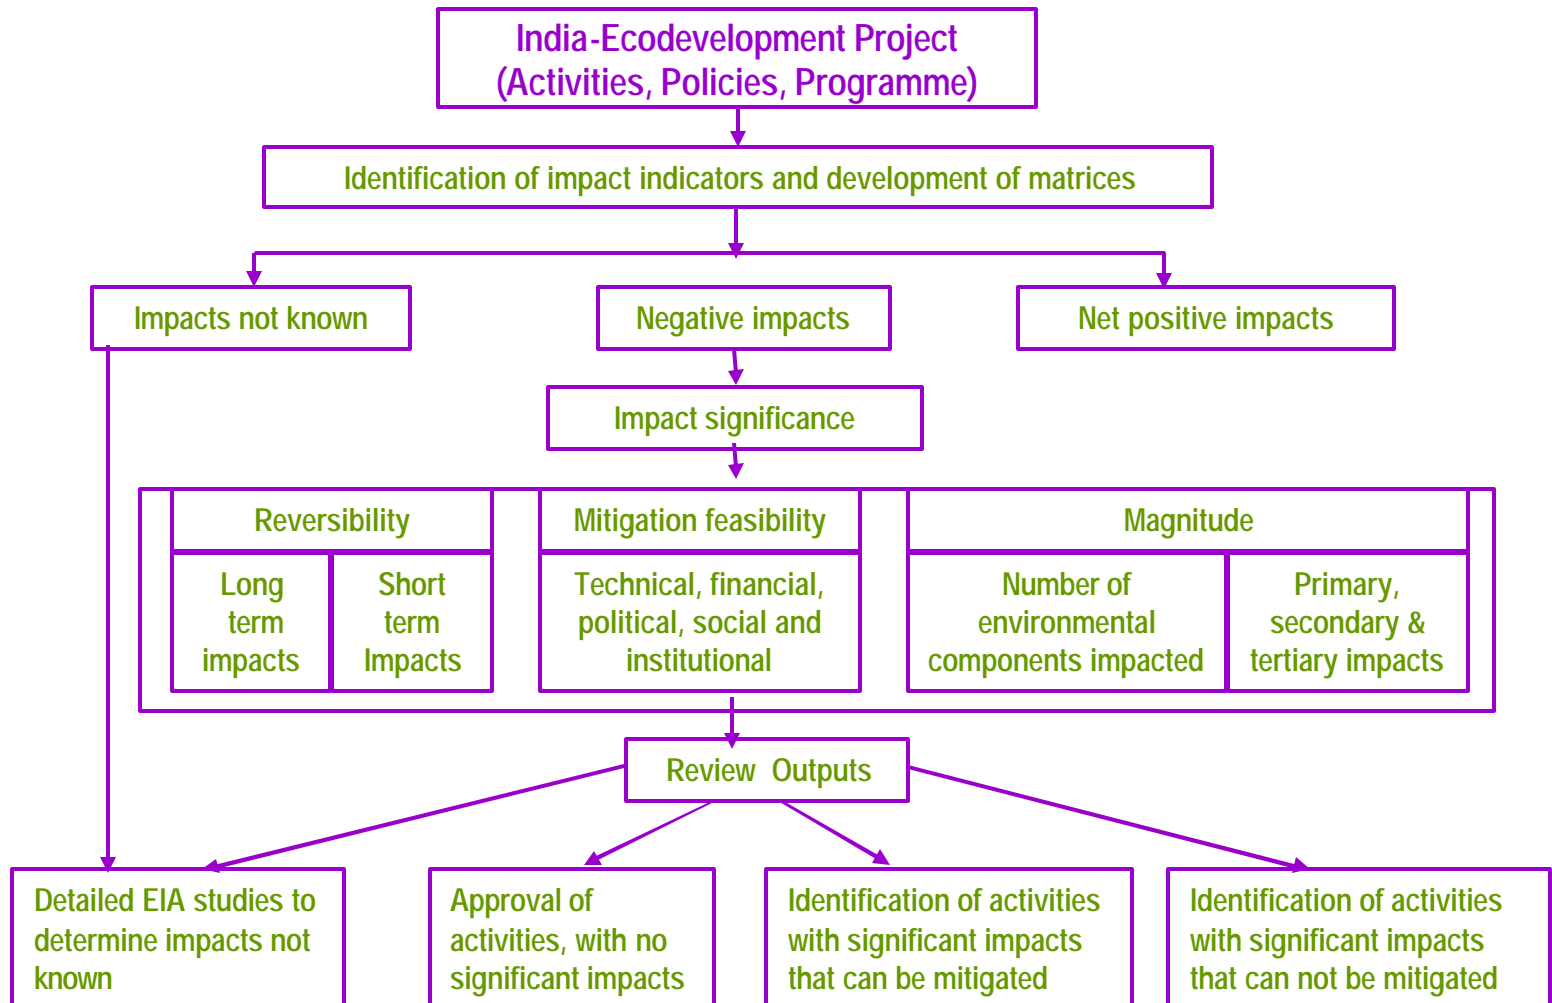 India-Ecodevelopment Project
(Activities, Policies, Programme)
Identification of impact indicators and development of matrices
Impacts not known
Negative impacts
Net positive impacts
Impact significance
Reversibility
Mitigation feasibility
Magnitude
Long
term
impacts
Short
term
Impacts
Technical, financial,
political, social and
institutional
Number of
environmental
components impacted
Primary,
secondary &
tertiary impacts
Review Outputs
Detailed EIA studies to
determine impacts not
known
Approval of
activities, with no
significant impacts
Identification of activities
with significant impacts
that can be mitigated
Identification of activities
with significant impacts
that can not be mitigated